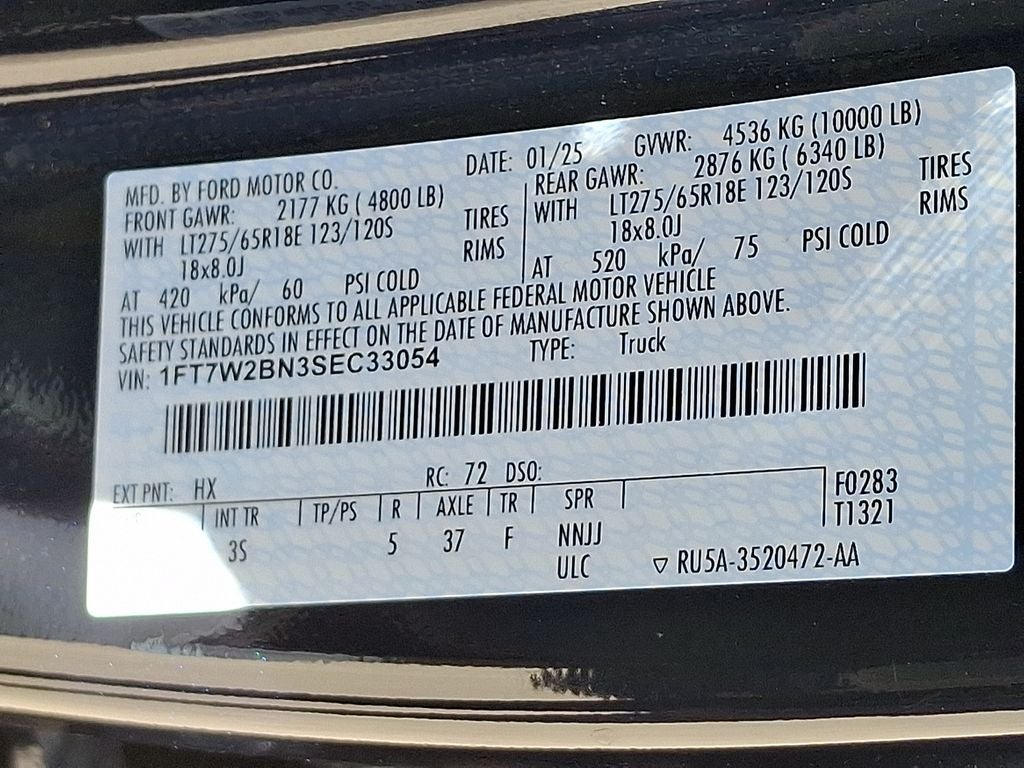 MFD. BY FORD MOTOR CO.
DATE: 01/25
GVWR: 4536 KG (10000 LB)
FRONT GAWR: 2177 KG ( 4800 LB)
WITH LT275/65R18E 123/120S TIRES
18x8.0J RIMS
AT 420 kPa/ 60 PSI COLD
REAR GAWR: 2876 KG ( 6340 LB)
WITH LT275/65R18E 123/120S TIRES
18x8.0J RIMS
AT 520 kPa/ 75 PSI COLD
THIS VEHICLE CONFORMS TO ALL APPLICABLE FEDERAL MOTOR VEHICLE
SAFETY STANDARDS IN EFFECT ON THE DATE OF MANUFACTURE SHOWN ABOVE.
VIN: 1FT7W2BN3SEC33054 TYPE: Truck
EXT PNT: HX RC: 72 DSO:
INT TR TP/PS R AXLE TR SPR
3S 5 37 F NNJJ
ULC
F0283
T1321
▽ RU5A-3520472-AA